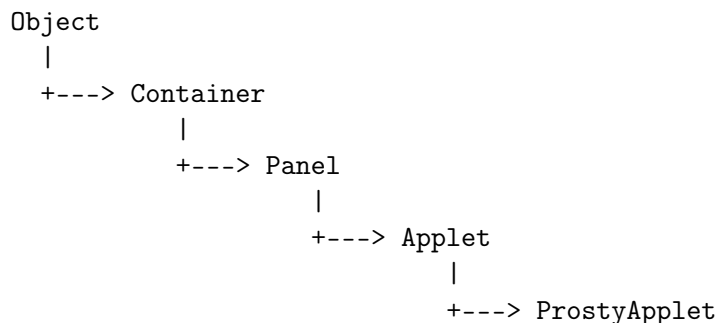 Object
  |
  +---> Container
            |
            +---> Panel
                     |
                     +---> Applet
                              |
                              +---> ProstyApplet